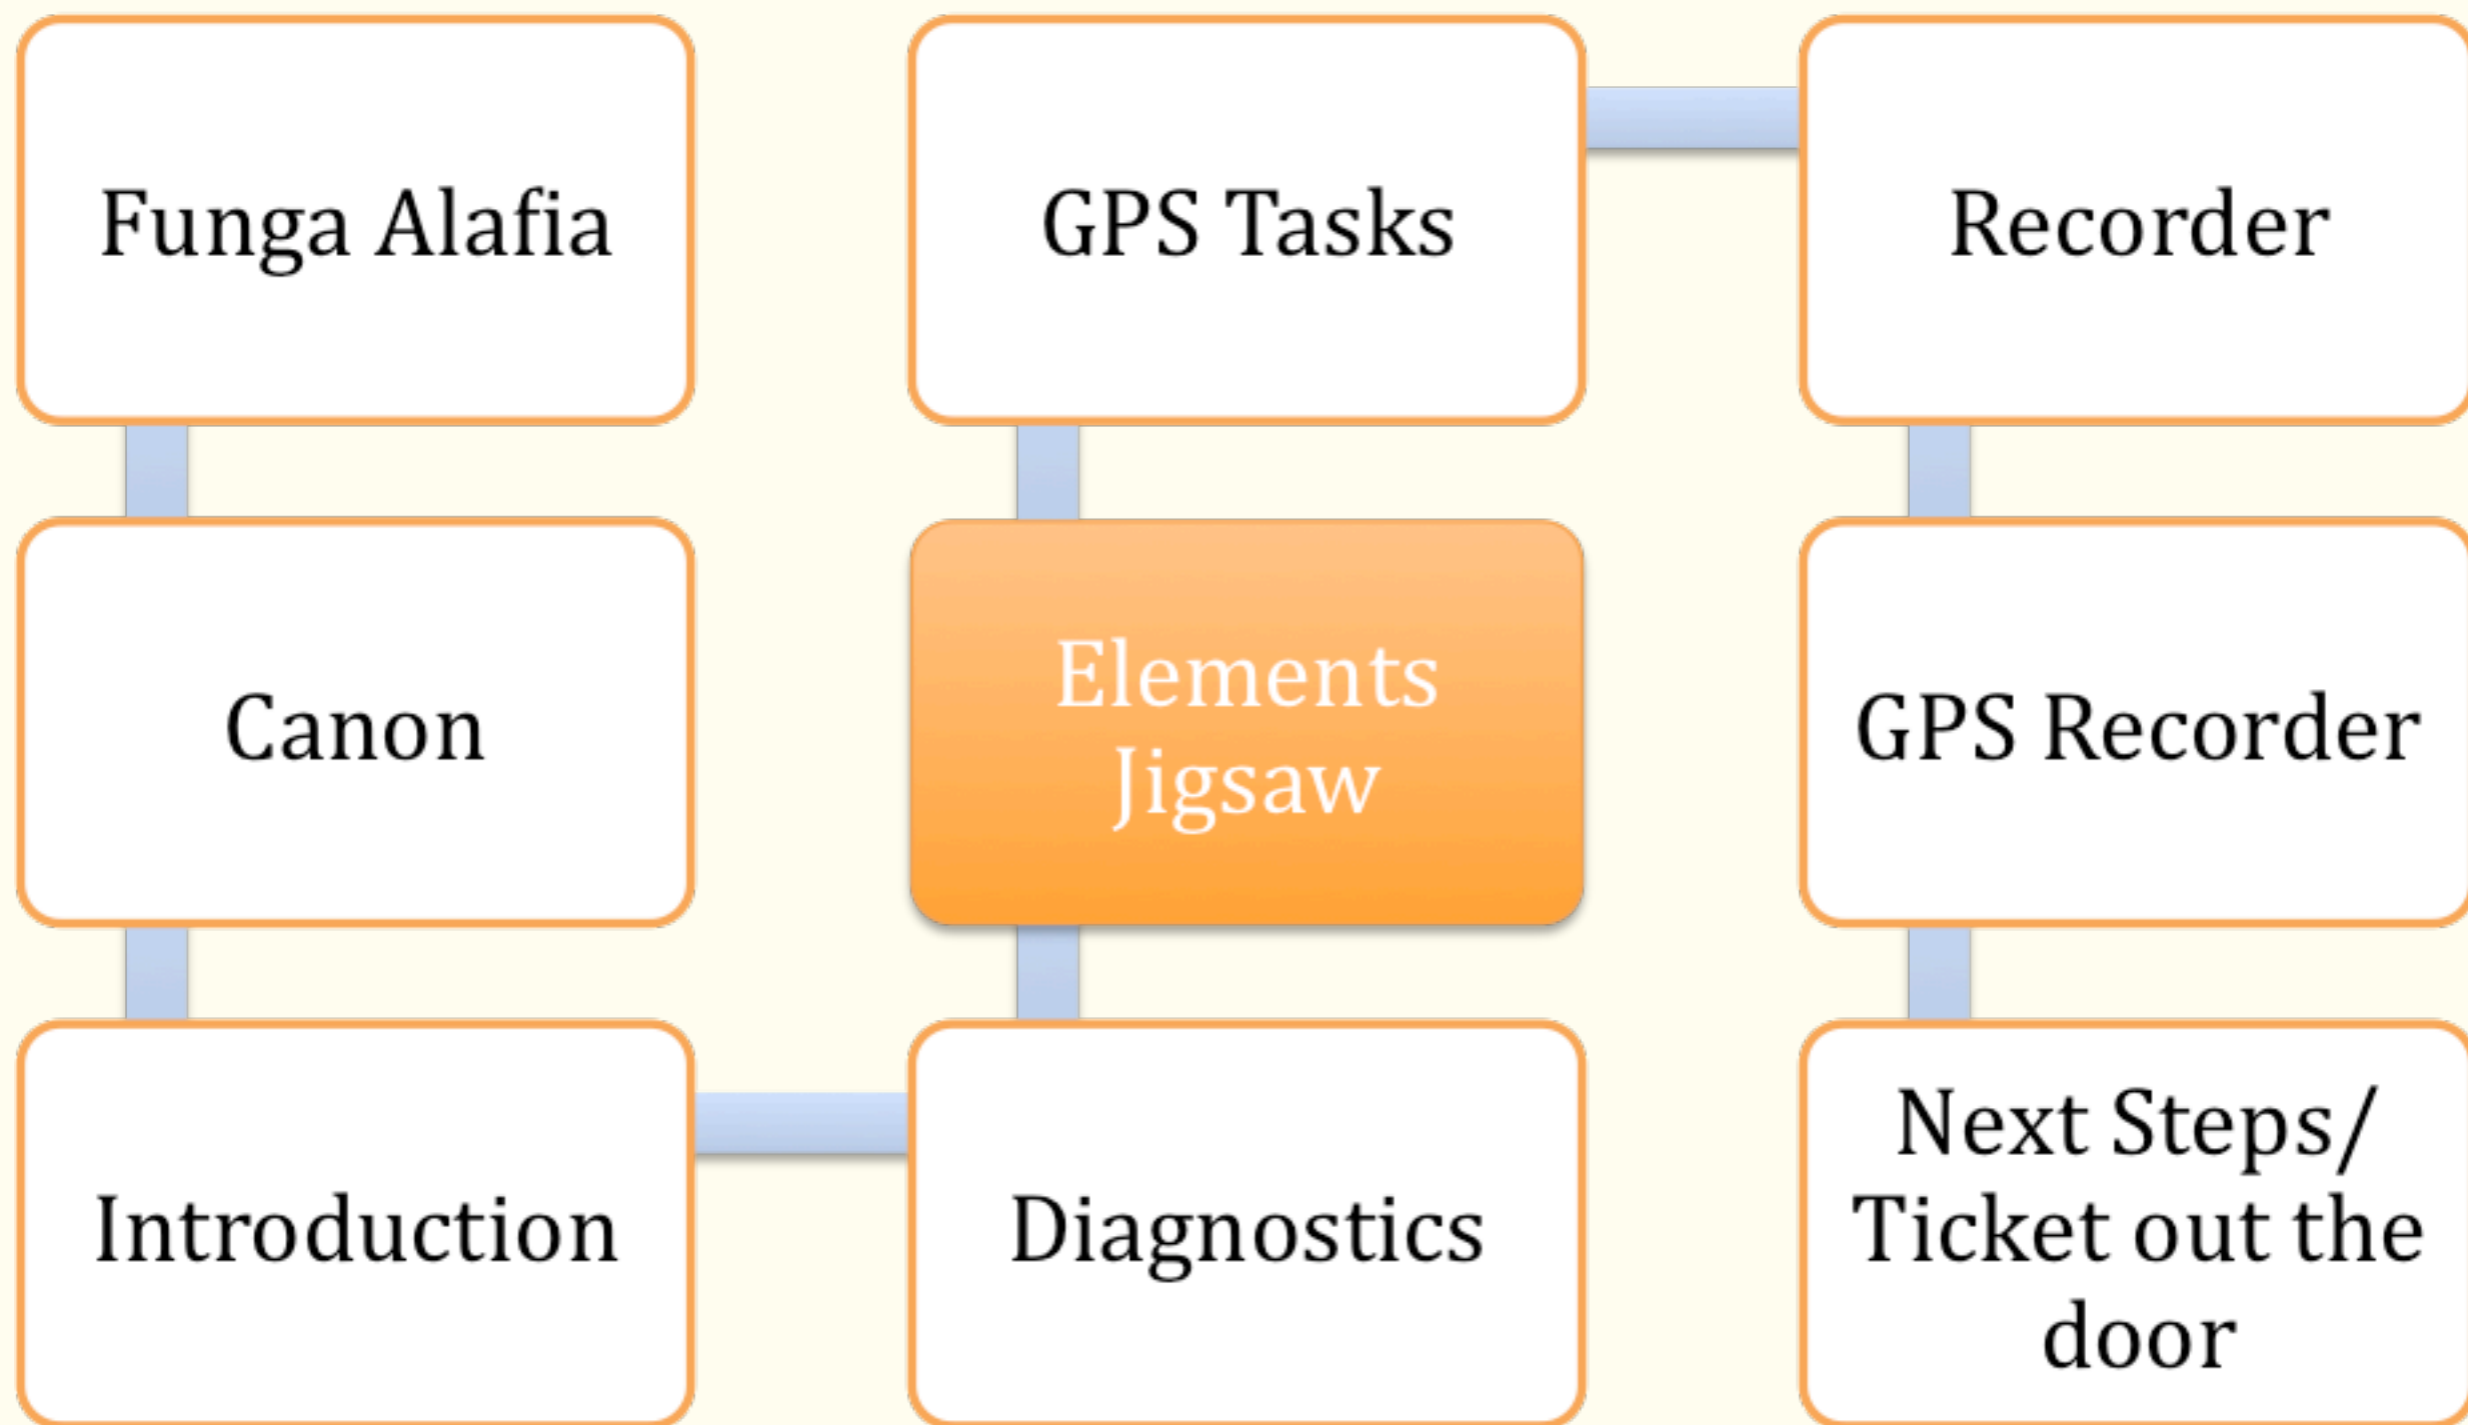 Funga Alafia
Canon
Introduction
Diagnostics
Elements
Jigsaw
GPS Tasks
Recorder
GPS Recorder
Next Steps/
Ticket out the
door